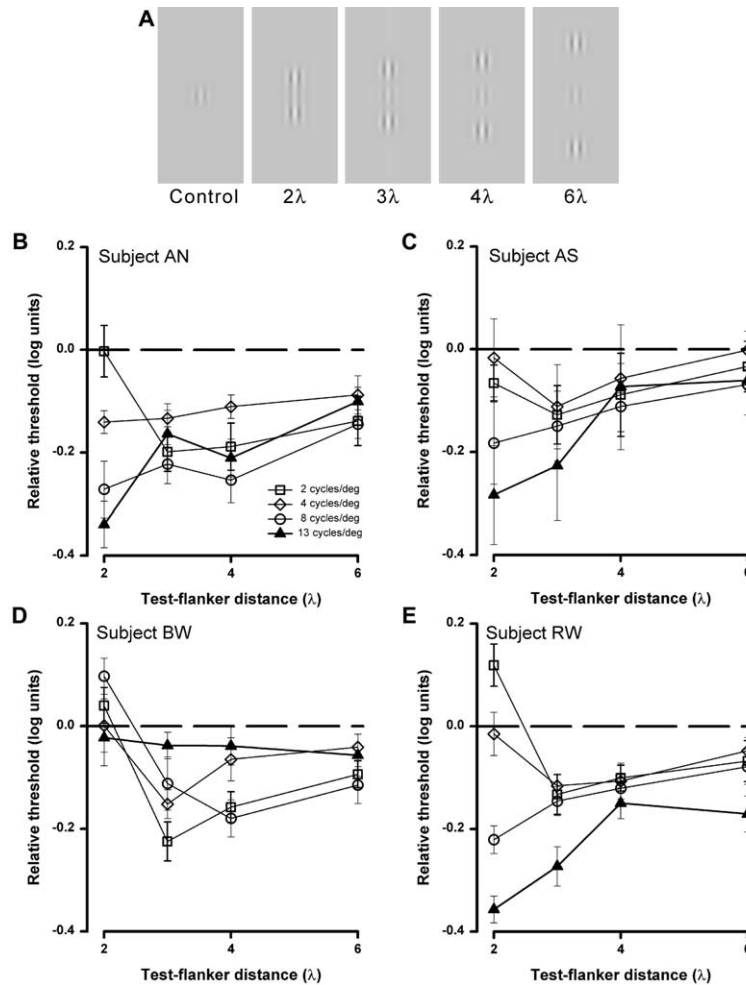 A
Control 2λ 3λ 4λ 6λ
B
Subject AN
0.2
0.0
-0.2
-0.4
Relative threshold (log units)
2 cycles/deg
4 cycles/deg
8 cycles/deg
13 cycles/deg
2 4 6
Test-flanker distance (λ)
C
Subject AS
0.2
0.0
-0.2
-0.4
Relative threshold (log units)
2 4 6
Test-flanker distance (λ)
D
Subject BW
0.2
0.0
-0.2
-0.4
Relative threshold (log units)
2 4 6
Test-flanker distance (λ)
E
Subject RW
0.2
0.0
-0.2
-0.4
Relative threshold (log units)
2 4 6
Test-flanker distance (λ)